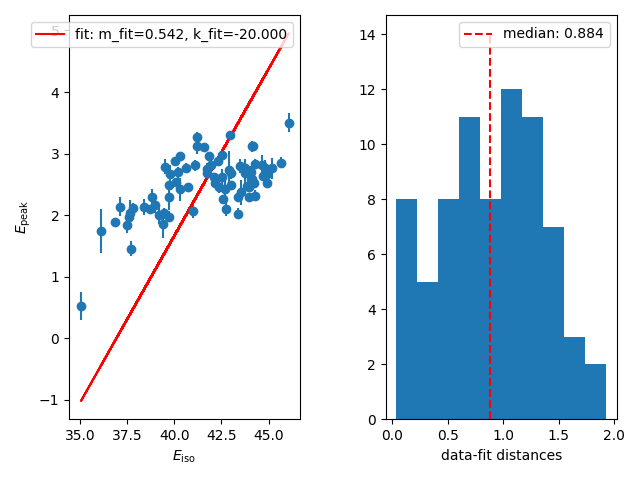 fit: m_fit=0.542, k_fit=-20.000
5
4
3
2
1
0
−1
E_peak
35.0 37.5 40.0 42.5 45.0
E_iso
median: 0.884
14
12
10
8
6
4
2
0
0.0 0.5 1.0 1.5 2.0
data-fit distances